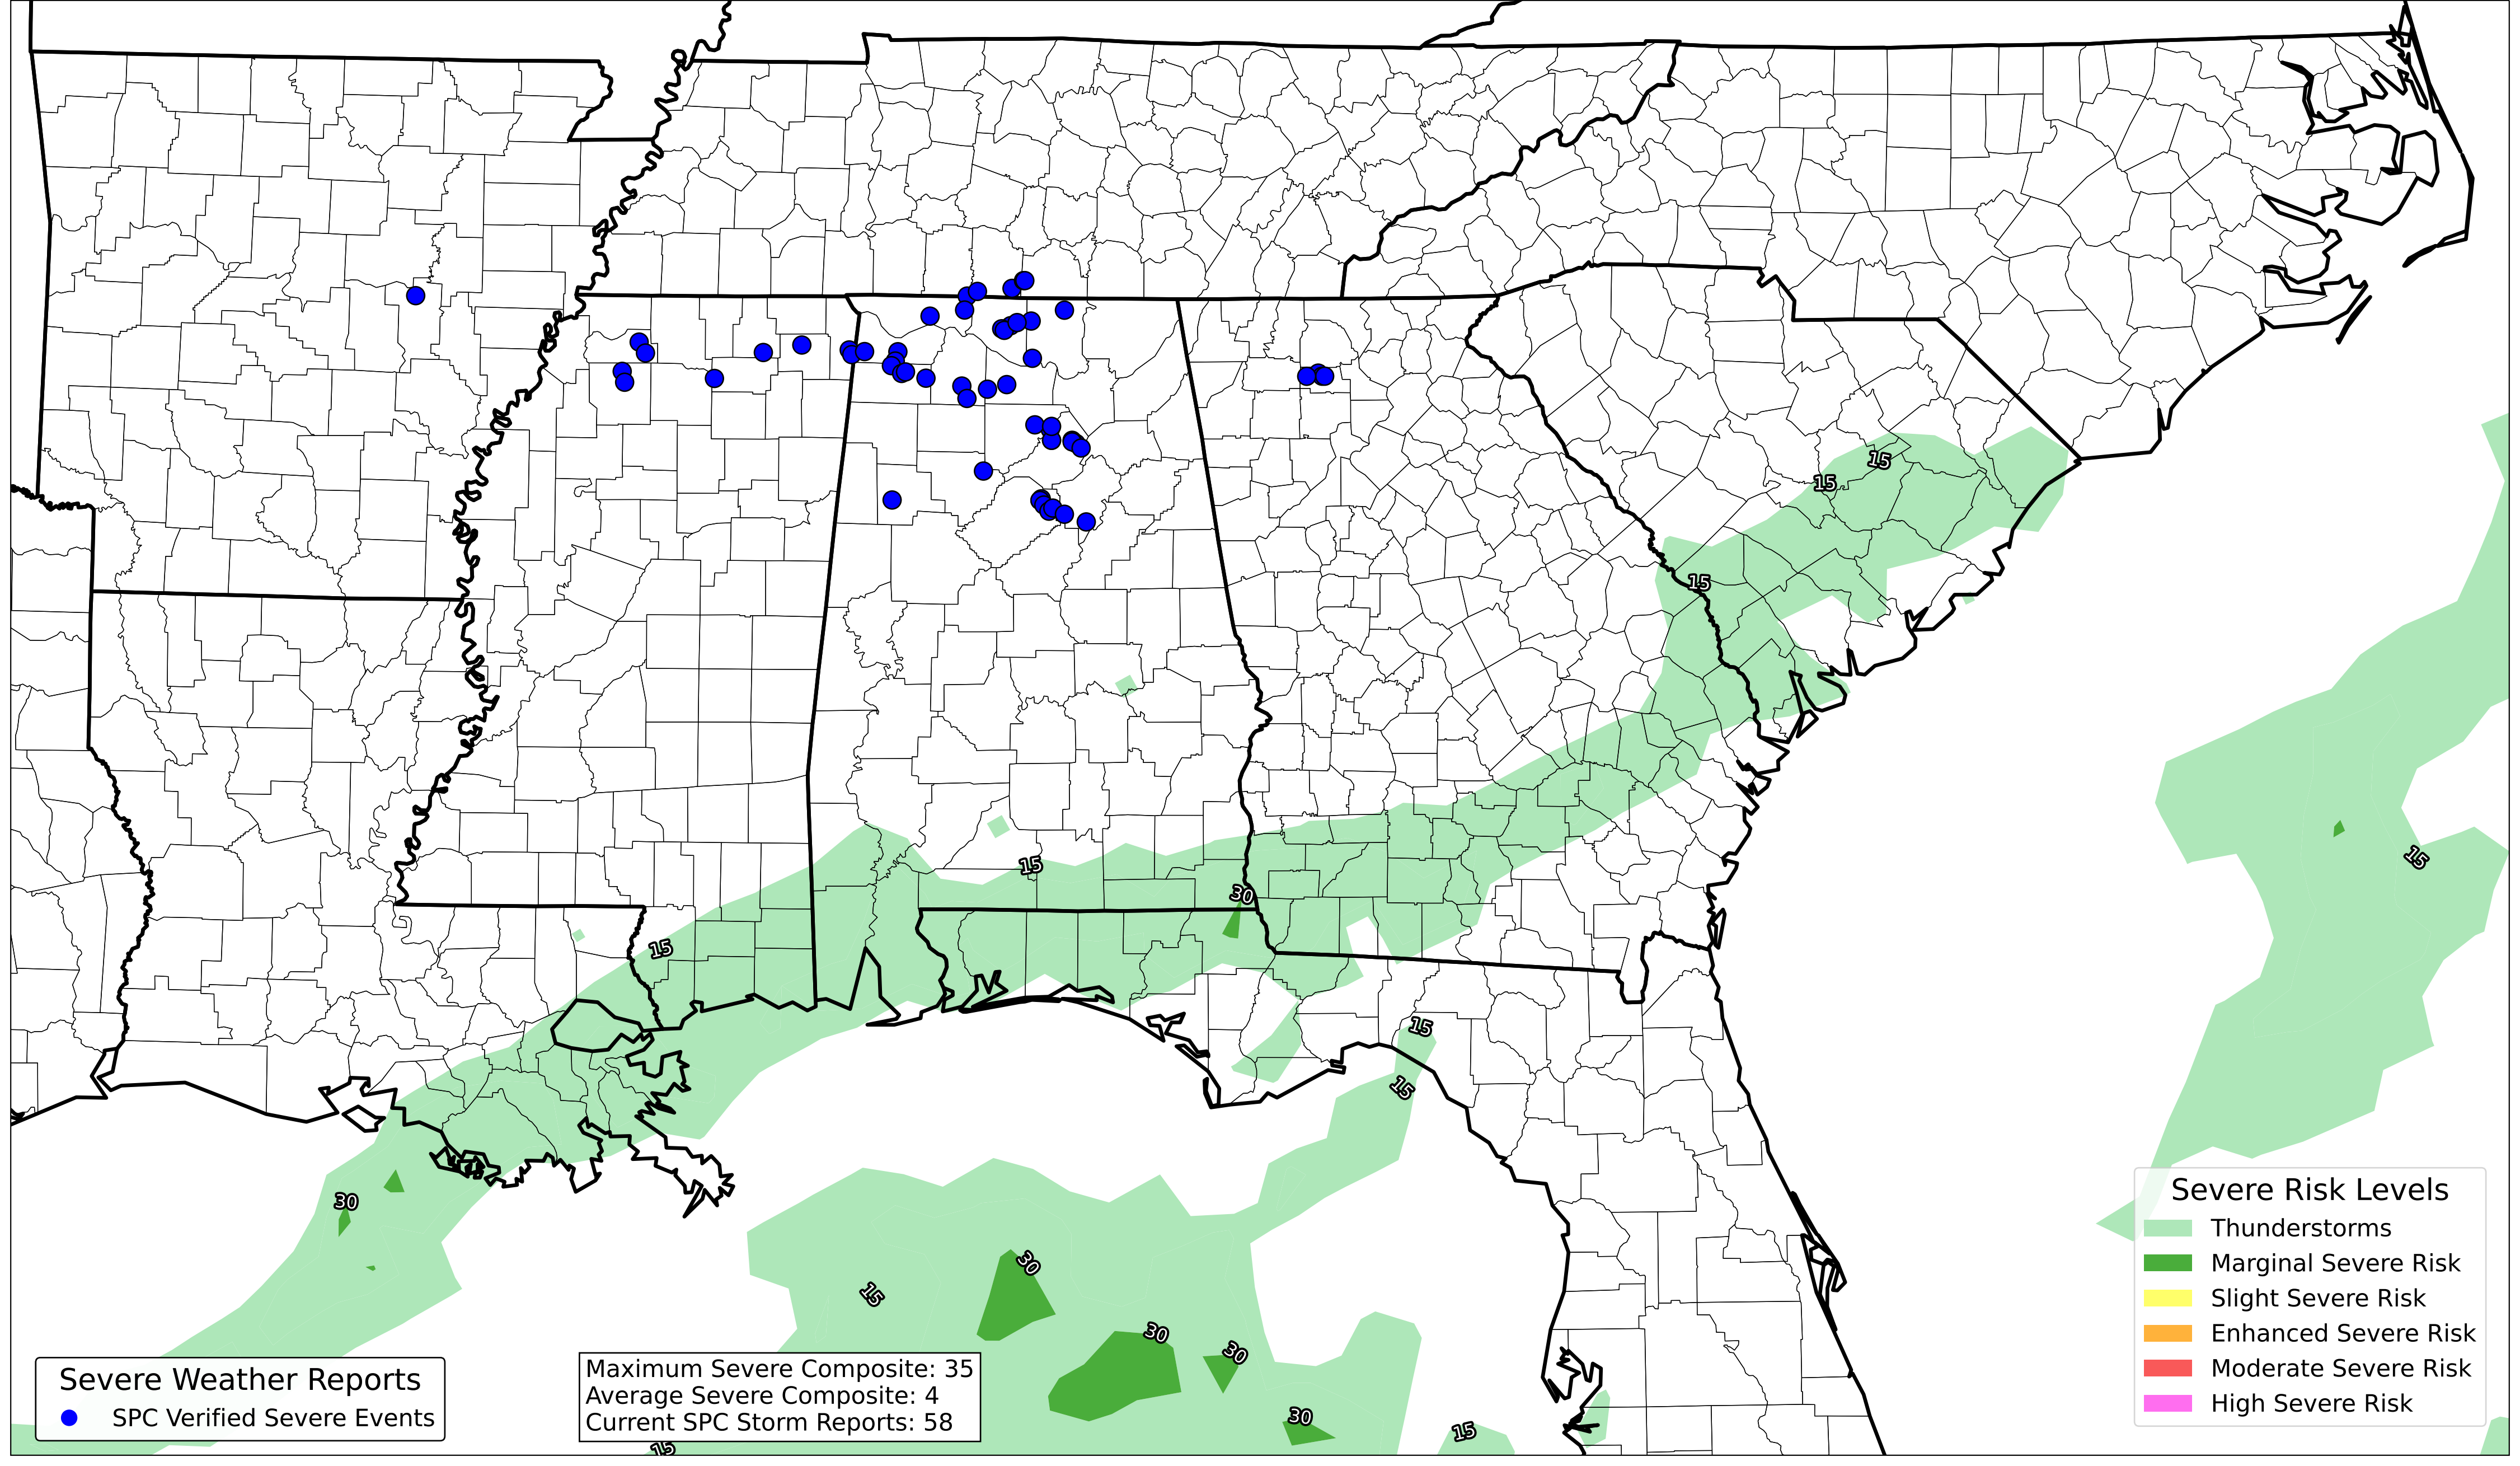 15
15
15
15
15
30
15
15
15
30
30
15
30
30
30
15
15
Severe Weather Reports
SPC Verified Severe Events
Maximum Severe Composite: 35
Average Severe Composite: 4
Current SPC Storm Reports: 58
Severe Risk Levels
Thunderstorms
Marginal Severe Risk
Slight Severe Risk
Enhanced Severe Risk
Moderate Severe Risk
High Severe Risk